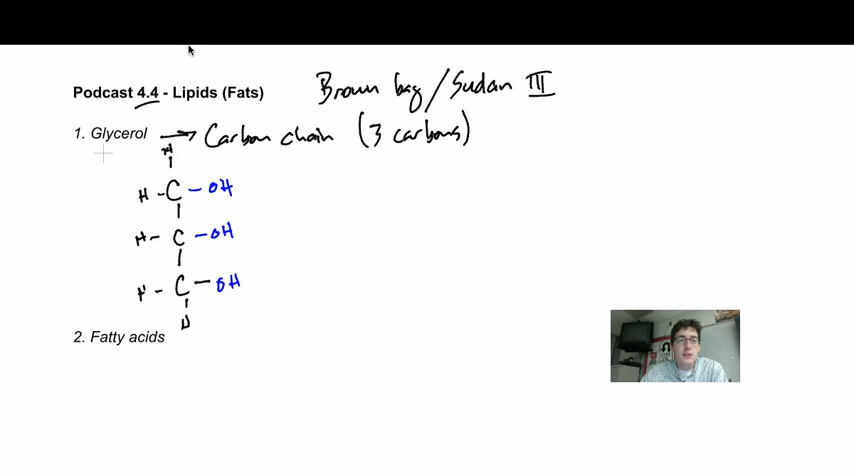 Podcast 4.4 - Lipids (Fats) Brown bag / Sudan III
1. Glycerol → Carbon chain (3 carbons)
H
H - C - OH
H - C - OH
H - C - OH
H
2. Fatty acids